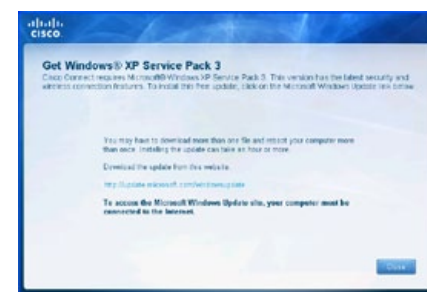 cisco
Get Windows® XP Service Pack 3
Cisco Connect requires Microsoft® Windows XP Service Pack 3. This version has the latest security and
wireless connection features. To install this free update, click on the Microsoft Windows Update link below.
You may have to download more than one file and reboot your computer more
than once. Installing the update can take an hour or more.
Download the update from this website.
http://update.microsoft.com/windowsupdate
To access the Microsoft Windows Update site, your computer must be
connected to the Internet.
Close